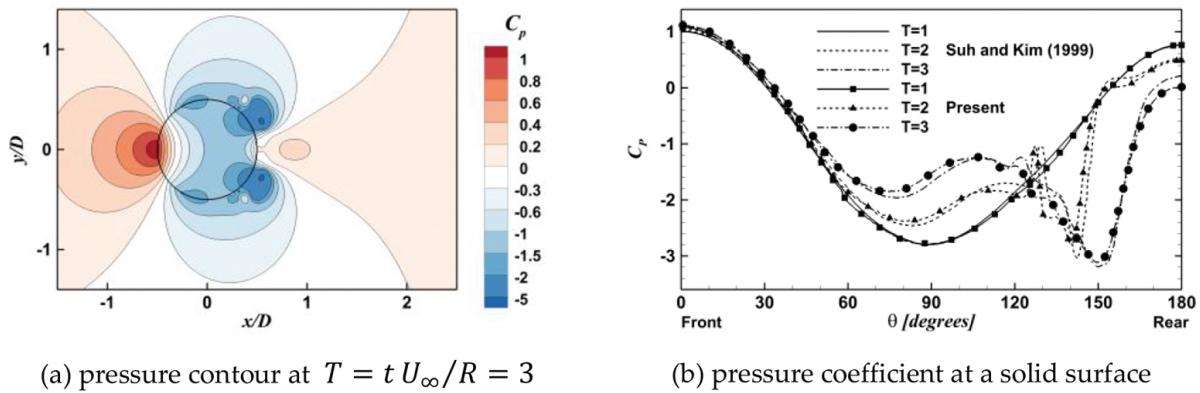 C_p
1
0.8
0.6
0.4
0.2
0
-0.3
-0.6
-1
-1.5
-2
-5
y/D
1
0
-1
-1
0
1
2
x/D
C_P
1
0
-1
-2
-3
T=1
T=2 Suh and Kim (1999)
T=3
T=1
T=2 Present
T=3
0
30
60
90
120
150
180
Front
θ [degrees]
Rear
(a) pressure contour at T = t U∞/R = 3
(b) pressure coefficient at a solid surface